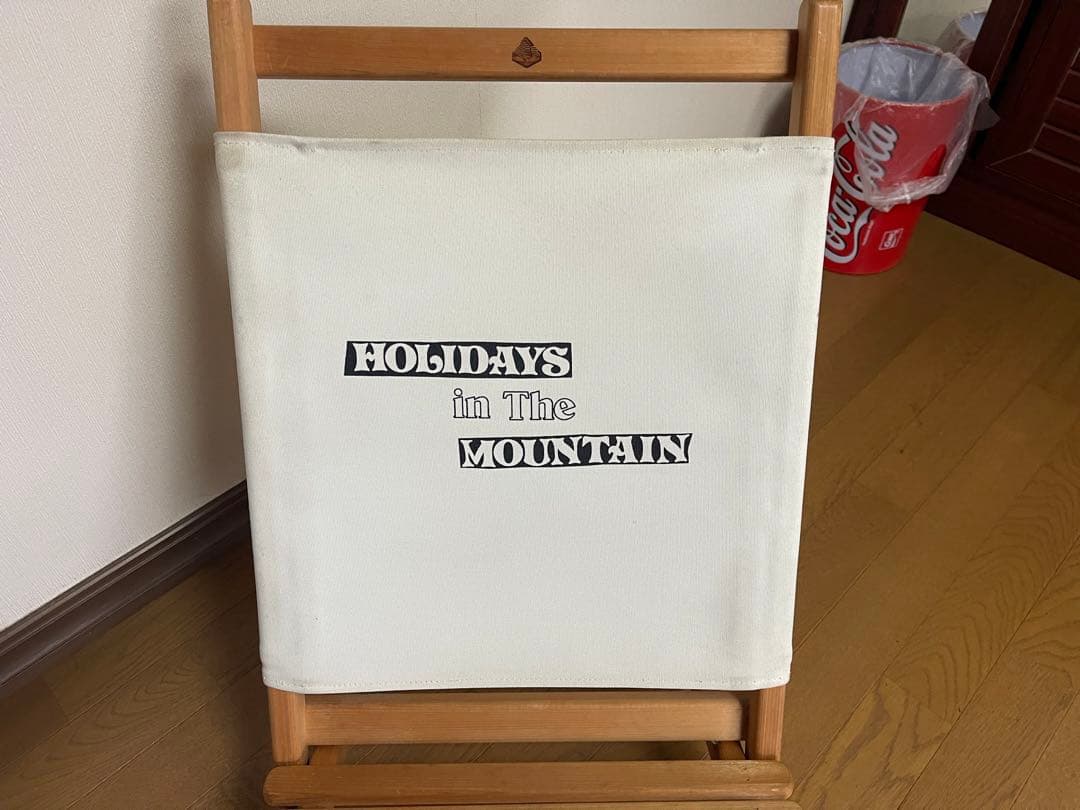 HOLIDAYS
in The
MOUNTAIN
Coca-Cola